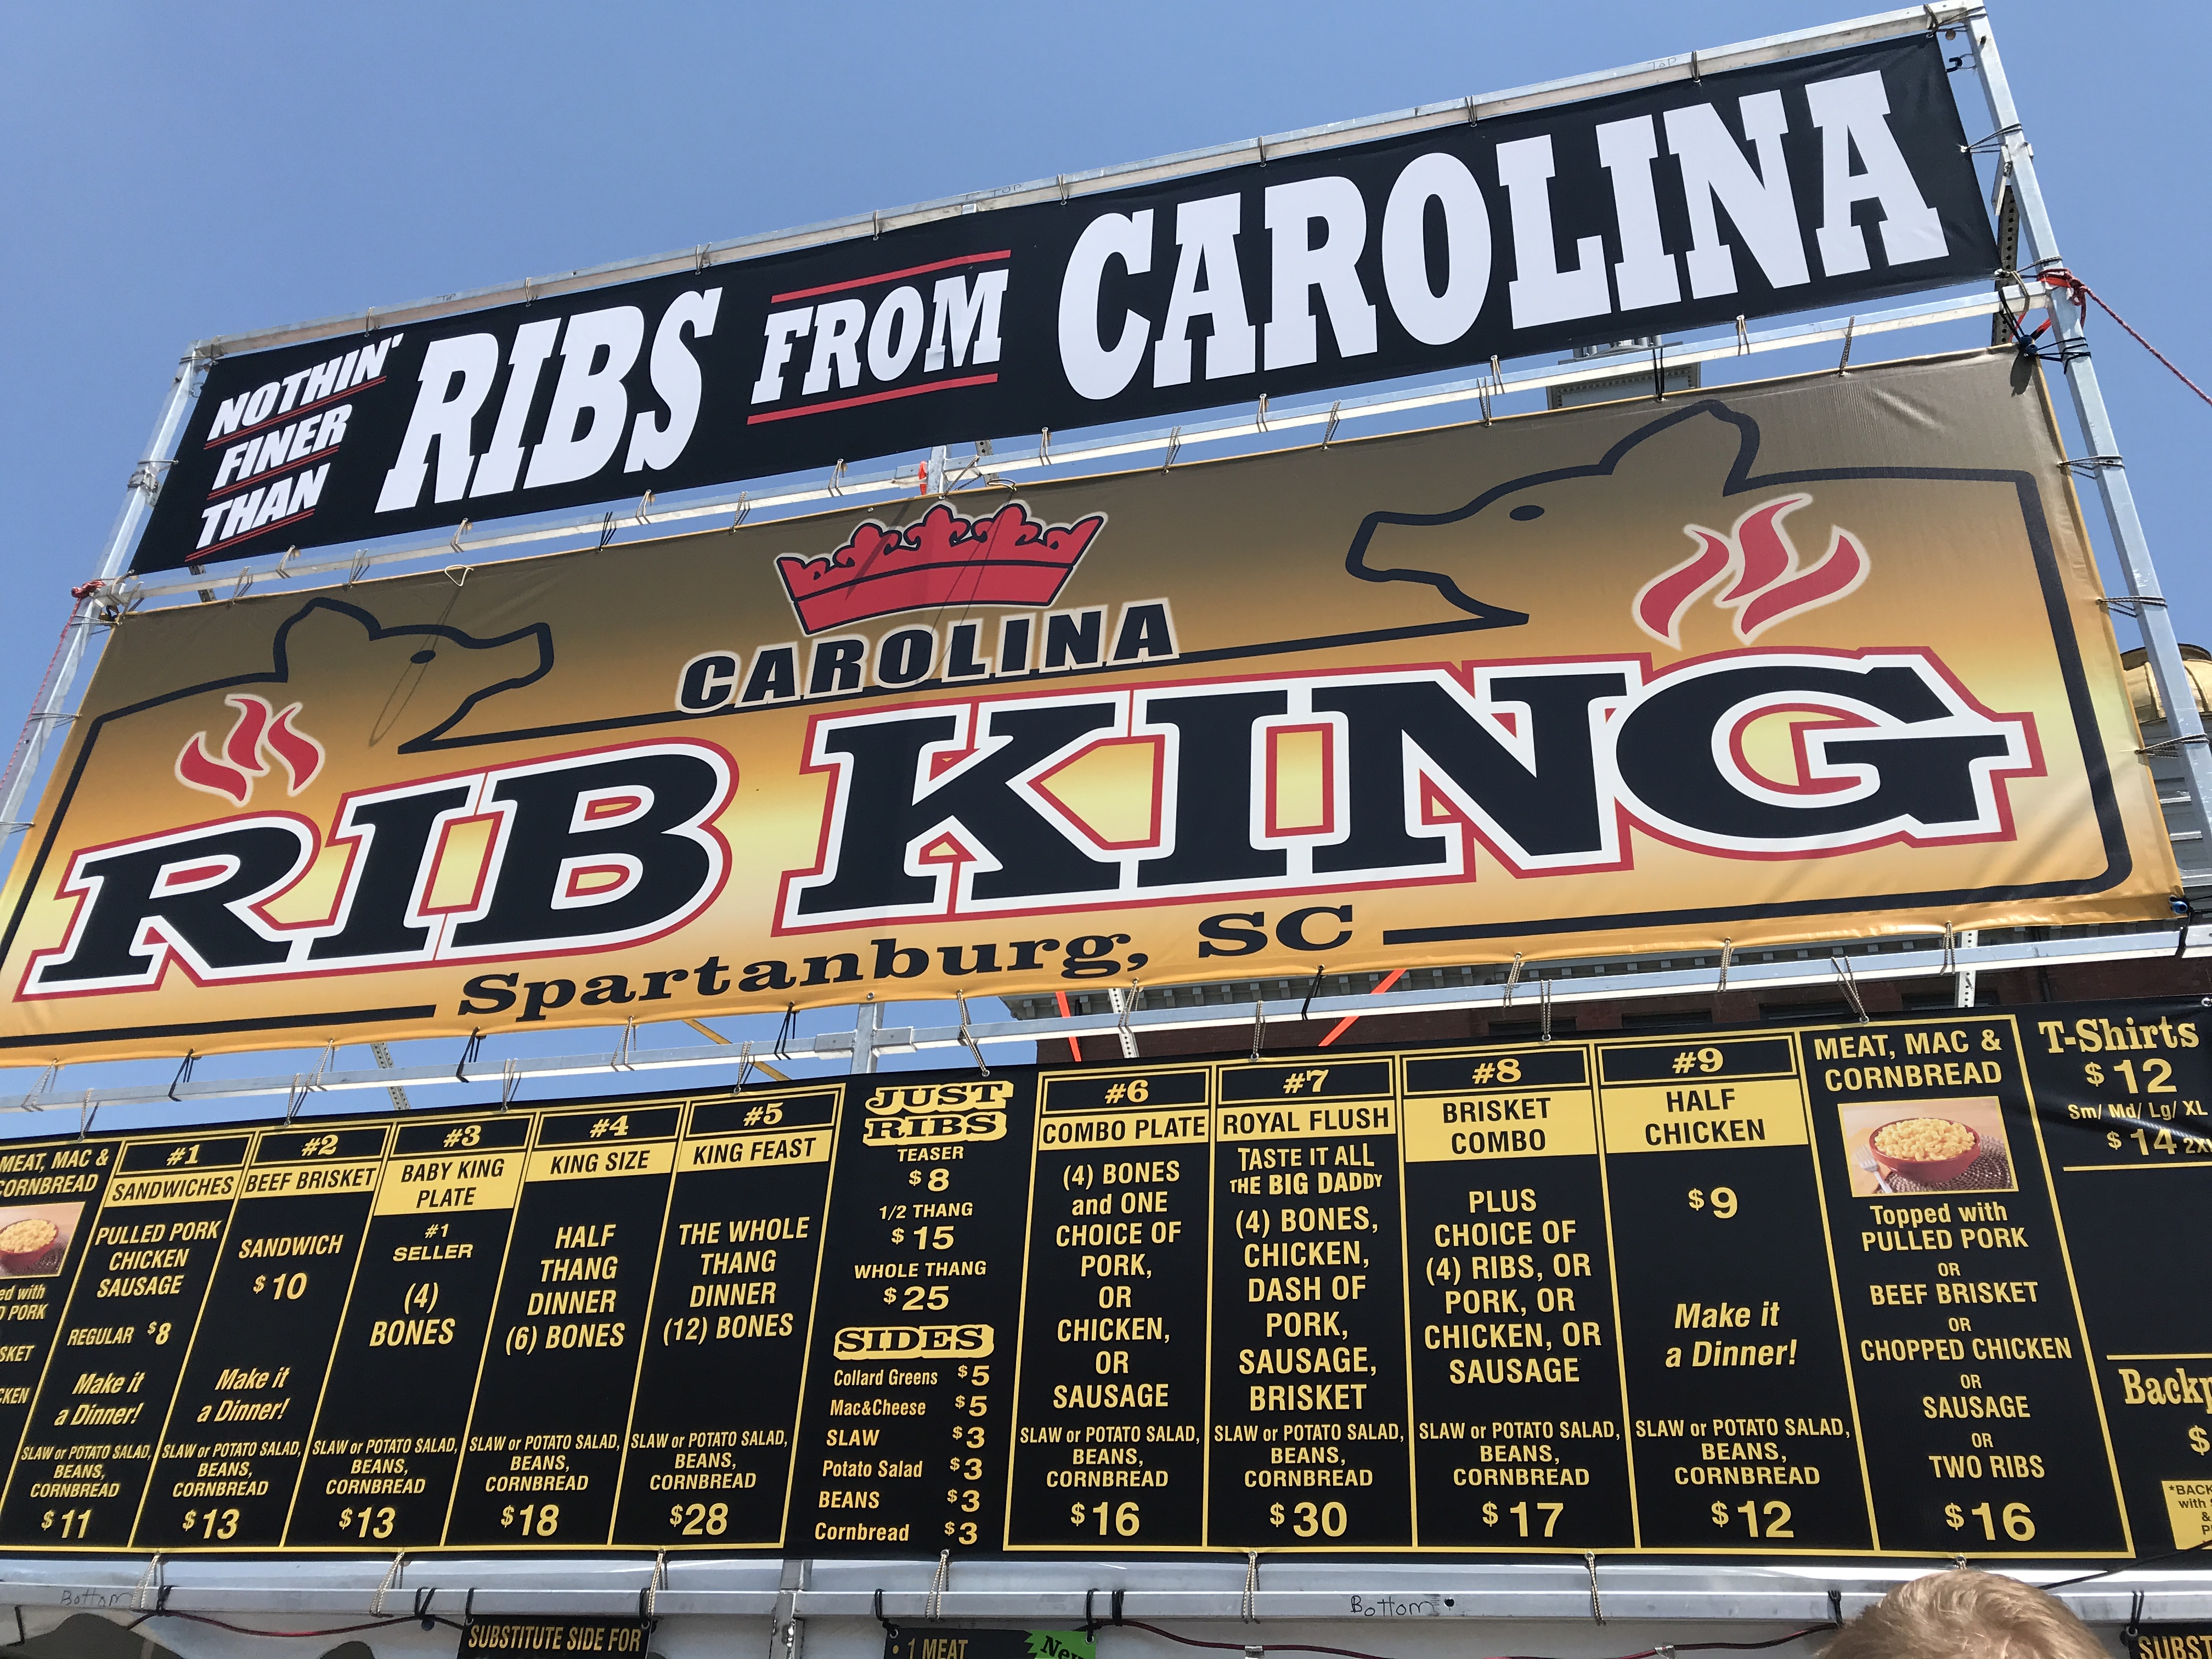 NOTHIN'
FINER
THAN
RIBS FROM CAROLINA
CAROLINA
RIB KING
Spartanburg, SC
MEAT, MAC &
CORNBREAD
PORK
#1
SANDWICHES
PULLED PORK
CHICKEN
SAUSAGE
REGULAR $8
Make it
a Dinner!
SLAW or POTATO SALAD,
BEANS,
CORNBREAD
$11
#2
BEEF BRISKET
SANDWICH
$10
Make it
a Dinner!
SLAW or POTATO SALAD,
BEANS,
CORNBREAD
$13
#3
BABY KING
PLATE
#1
SELLER
(4)
BONES
SLAW or POTATO SALAD,
BEANS,
CORNBREAD
$13
#4
KING SIZE
HALF
THANG
DINNER
(6) BONES
SLAW or POTATO SALAD,
BEANS,
CORNBREAD
$18
#5
KING FEAST
THE WHOLE
THANG
DINNER
(12) BONES
SLAW or POTATO SALAD,
BEANS,
CORNBREAD
$28
JUST
RIBS
TEASER
$8
1/2 THANG
$15
WHOLE THANG
$25
SIDES
Collard Greens $5
Mac&Cheese $5
SLAW $3
Potato Salad $3
BEANS $3
Cornbread $3
#6
COMBO PLATE
(4) BONES
and ONE
CHOICE OF
PORK,
OR
CHICKEN,
OR
SAUSAGE
SLAW or POTATO SALAD,
BEANS,
CORNBREAD
$16
#7
ROYAL FLUSH
TASTE IT ALL
THE BIG DADDY
(4) BONES,
CHICKEN,
DASH OF
PORK,
SAUSAGE,
BRISKET
SLAW or POTATO SALAD,
BEANS,
CORNBREAD
$30
#8
BRISKET
COMBO
PLUS
CHOICE OF
(4) RIBS, OR
PORK, OR
CHICKEN, OR
SAUSAGE
SLAW or POTATO SALAD,
BEANS,
CORNBREAD
$17
#9
HALF
CHICKEN
$9
Make it
a Dinner!
SLAW or POTATO SALAD,
BEANS,
CORNBREAD
$12
MEAT, MAC &
CORNBREAD
Topped with
PULLED PORK
OR
BEEF BRISKET
OR
CHOPPED CHICKEN
OR
SAUSAGE
OR
TWO RIBS
$16
T-Shirts
$12
Sm/ Md/ Lg/ XL
$14 2X
$
Bottom
Bottom
SUBSTITUTE SIDE FOR
• 1 MEAT
New